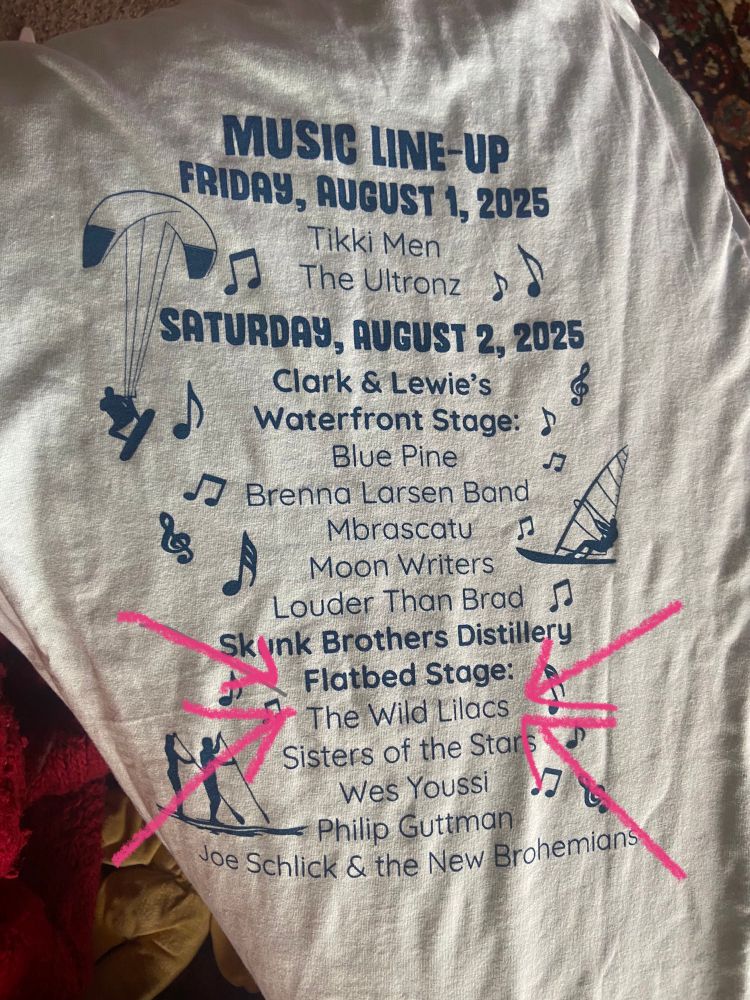 MUSIC LINE-UP
FRIDAY, AUGUST 1, 2025
Tikki Men
The Ultronz
SATURDAY, AUGUST 2, 2025
Clark & Lewie's
Waterfront Stage:
Blue Pine
Brenna Larsen Band
Mbrascatu
Moon Writers
Louder Than Brad
Skunk Brothers Distillery
Flatbed Stage:
The Wild Lilacs
Sisters of the Stars
Wes Youssi
Philip Guttman
Joe Schlick & the New Brohemians